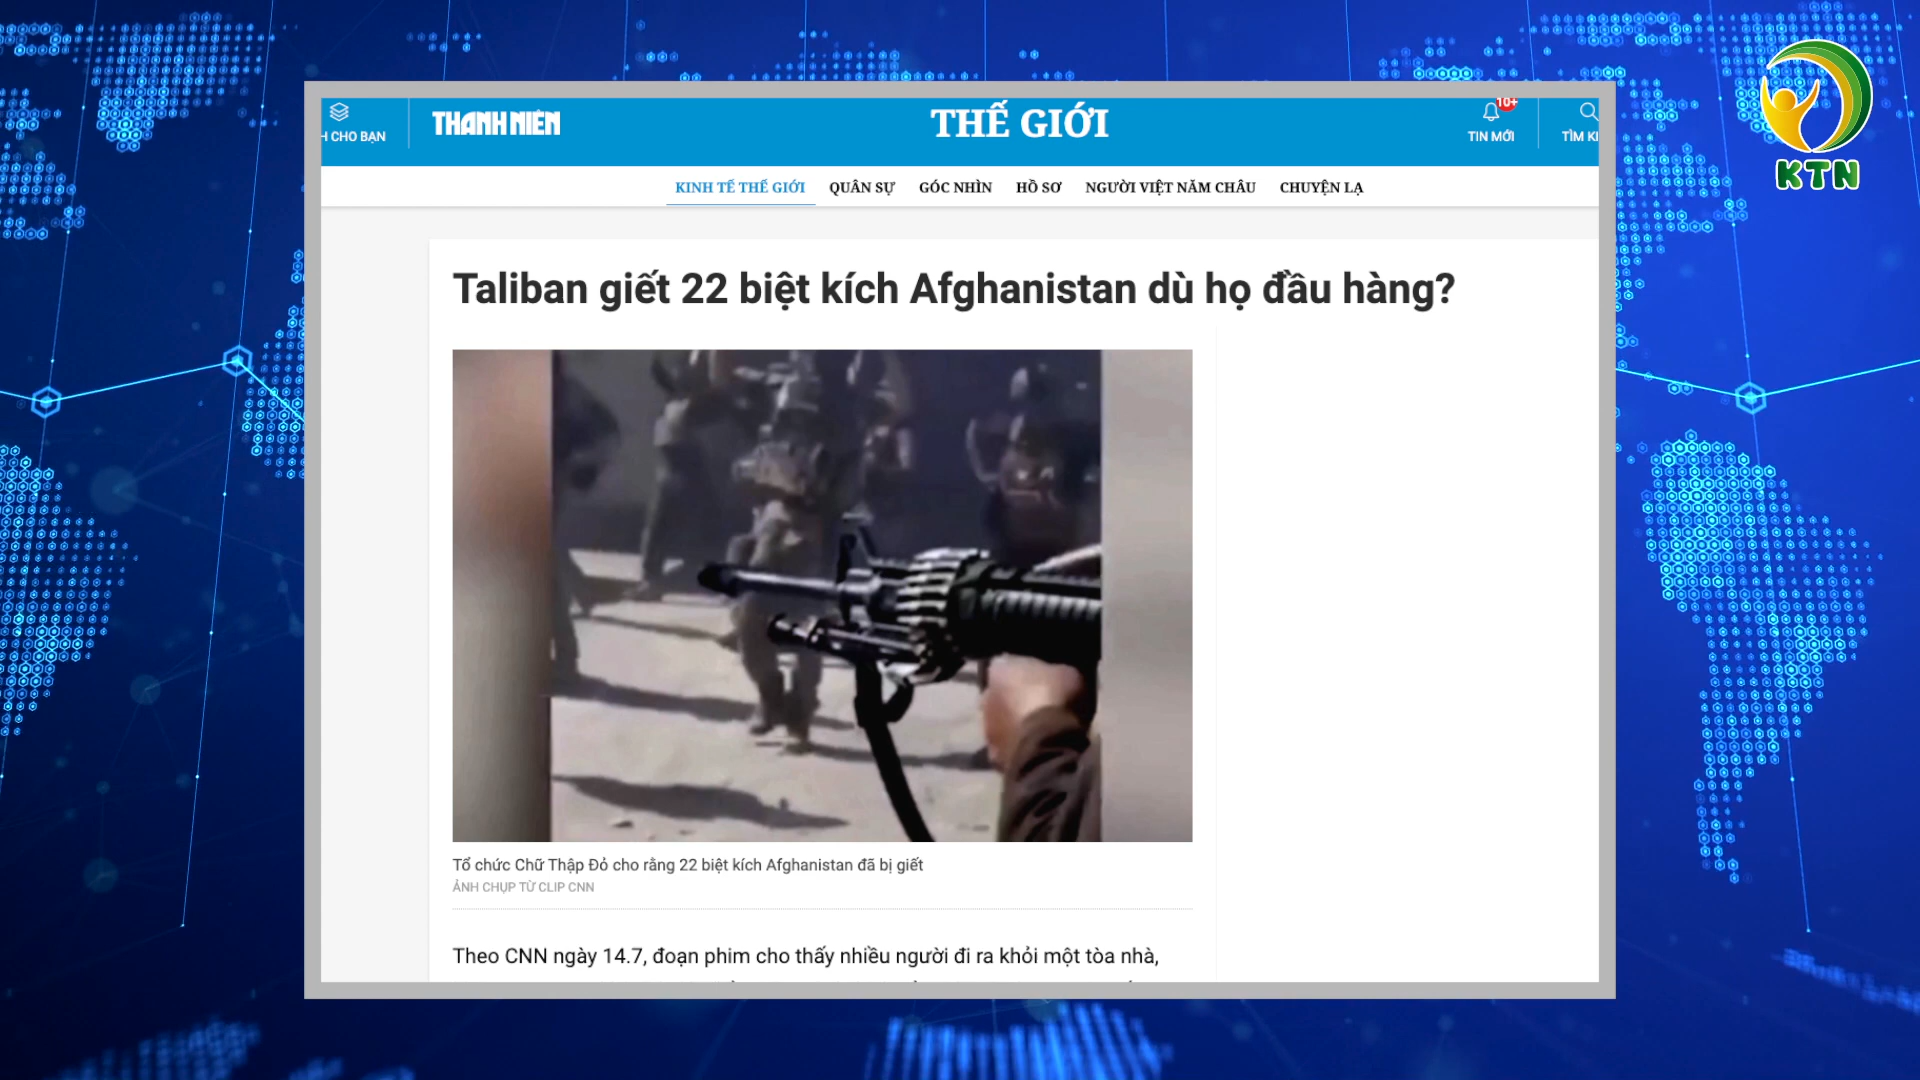 H CHO BẠN
THANH NIÊN
THẾ GIỚI
10+
TIN MỚI
TÌM KI
KTN
KINH TẾ THẾ GIỚI QUÂN SỰ GÓC NHÌN HỒ SƠ NGƯỜI VIỆT NĂM CHÂU CHUYỆN LẠ
Taliban giết 22 biệt kích Afghanistan dù họ đầu hàng?
Tổ chức Chữ Thập Đỏ cho rằng 22 biệt kích Afghanistan đã bị giết
ẢNH CHỤP TỪ CLIP CNN
Theo CNN ngày 14.7, đoạn phim cho thấy nhiều người đi ra khỏi một tòa nhà,